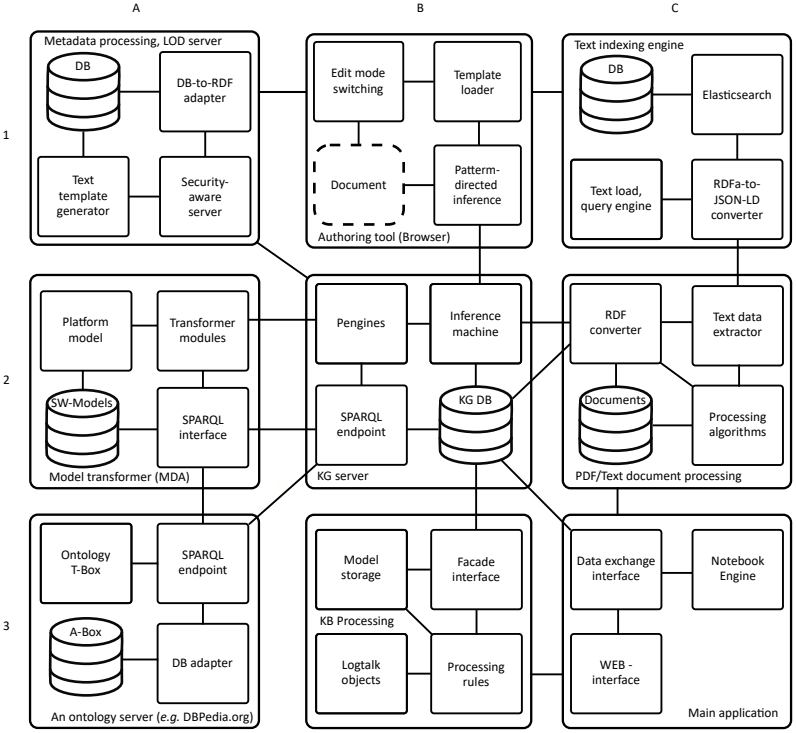 A
B
C
1
Metadata processing, LOD server
DB
DB-to-RDF
adapter
Text
template
generator
Security-
aware
server
Edit mode
switching
Template
loader
Document
Patterm-
directed
inference
Authoring tool (Browser)
Text indexing engine
DB
Elasticsearch
Text load,
query engine
RDFa-to-
JSON-LD
converter
2
Platform
model
Transformer
modules
SW-Models
SPARQL
interface
Model transformer (MDA)
Pengines
Inference
machine
SPARQL
endpoint
KG DB
KG server
RDF
converter
Text data
extractor
Documents
Processing
algorithms
PDF/Text document processing
3
Ontology
T-Box
SPARQL
endpoint
A-Box
DB adapter
An ontology server (e.g. DBPedia.org)
Model
storage
Facade
interface
KB Processing
Logtalk
objects
Processing
rules
Data exchange
interface
Notebook
Engine
WEB -
interface
Main application